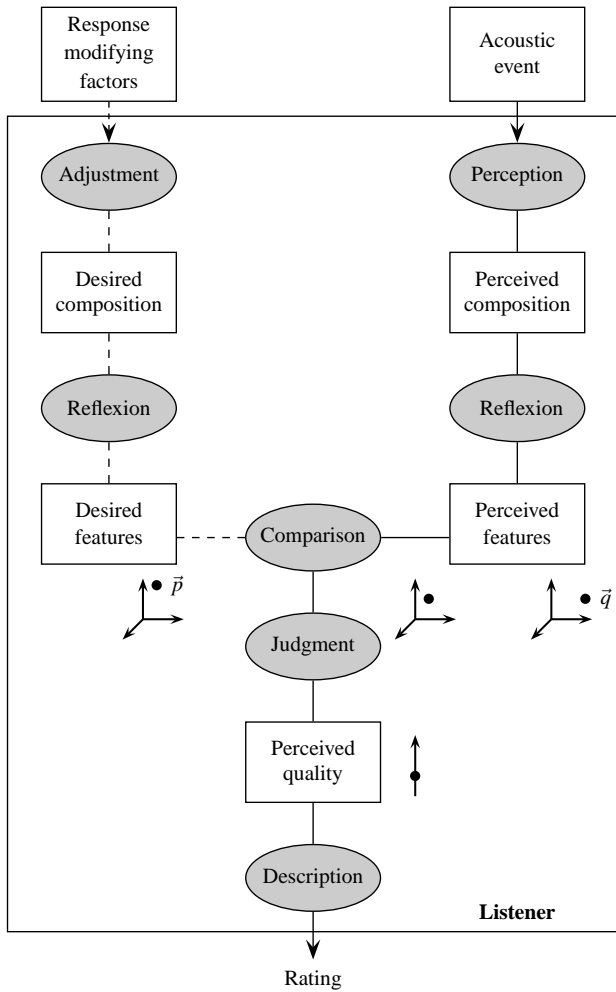 Response
modifying
factors
Acoustic
event
Adjustment
Perception
Desired
composition
Perceived
composition
Reflexion
Reflexion
Desired
features
Comparison
Perceived
features
p⃗
q⃗
Judgment
Perceived
quality
Description
Listener
Rating